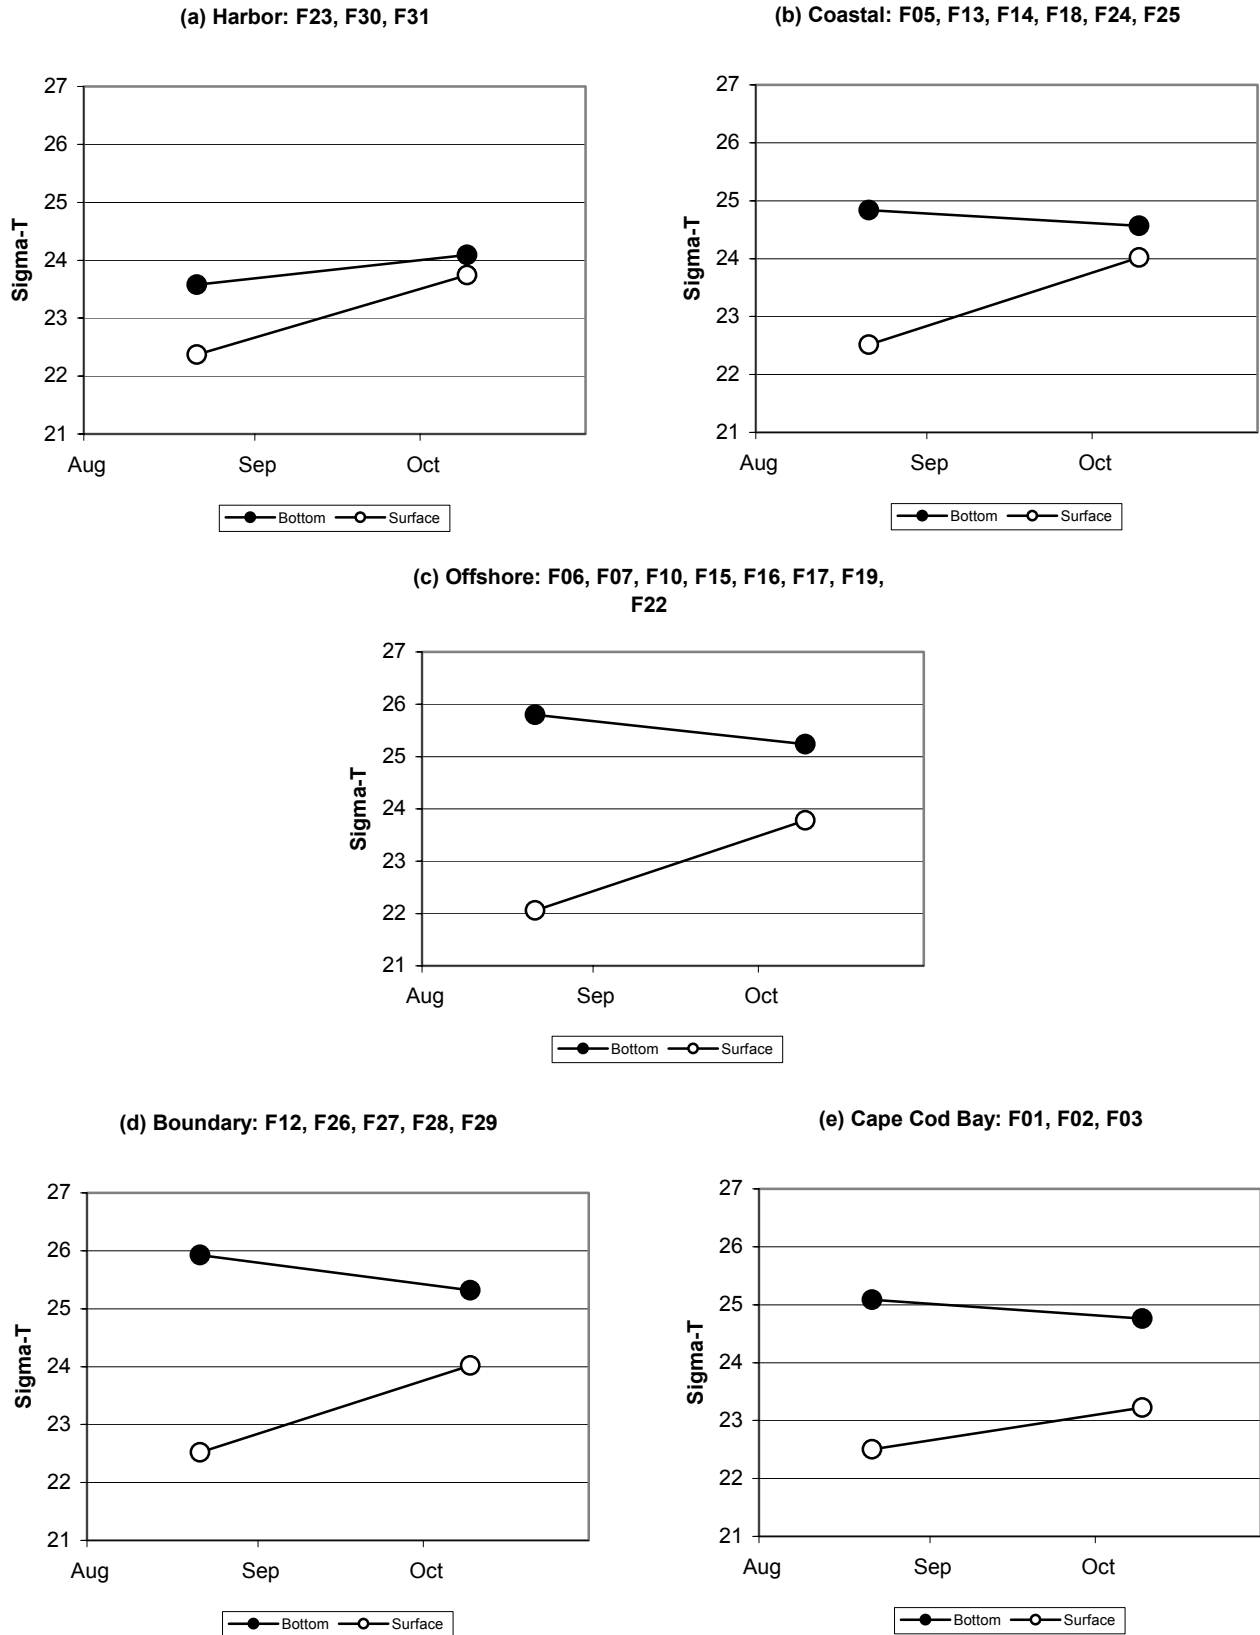 (a) Harbor: F23, F30, F31
27
26
25
24
23
22
21
Sigma-T
Aug Sep Oct
Bottom Surface
(b) Coastal: F05, F13, F14, F18, F24, F25
27
26
25
24
23
22
21
Sigma-T
Aug Sep Oct
Bottom Surface
(c) Offshore: F06, F07, F10, F15, F16, F17, F19,
F22
27
26
25
24
23
22
21
Sigma-T
Aug Sep Oct
Bottom Surface
(d) Boundary: F12, F26, F27, F28, F29
27
26
25
24
23
22
21
Sigma-T
Aug Sep Oct
Bottom Surface
(e) Cape Cod Bay: F01, F02, F03
27
26
25
24
23
22
21
Sigma-T
Aug Sep Oct
Bottom Surface